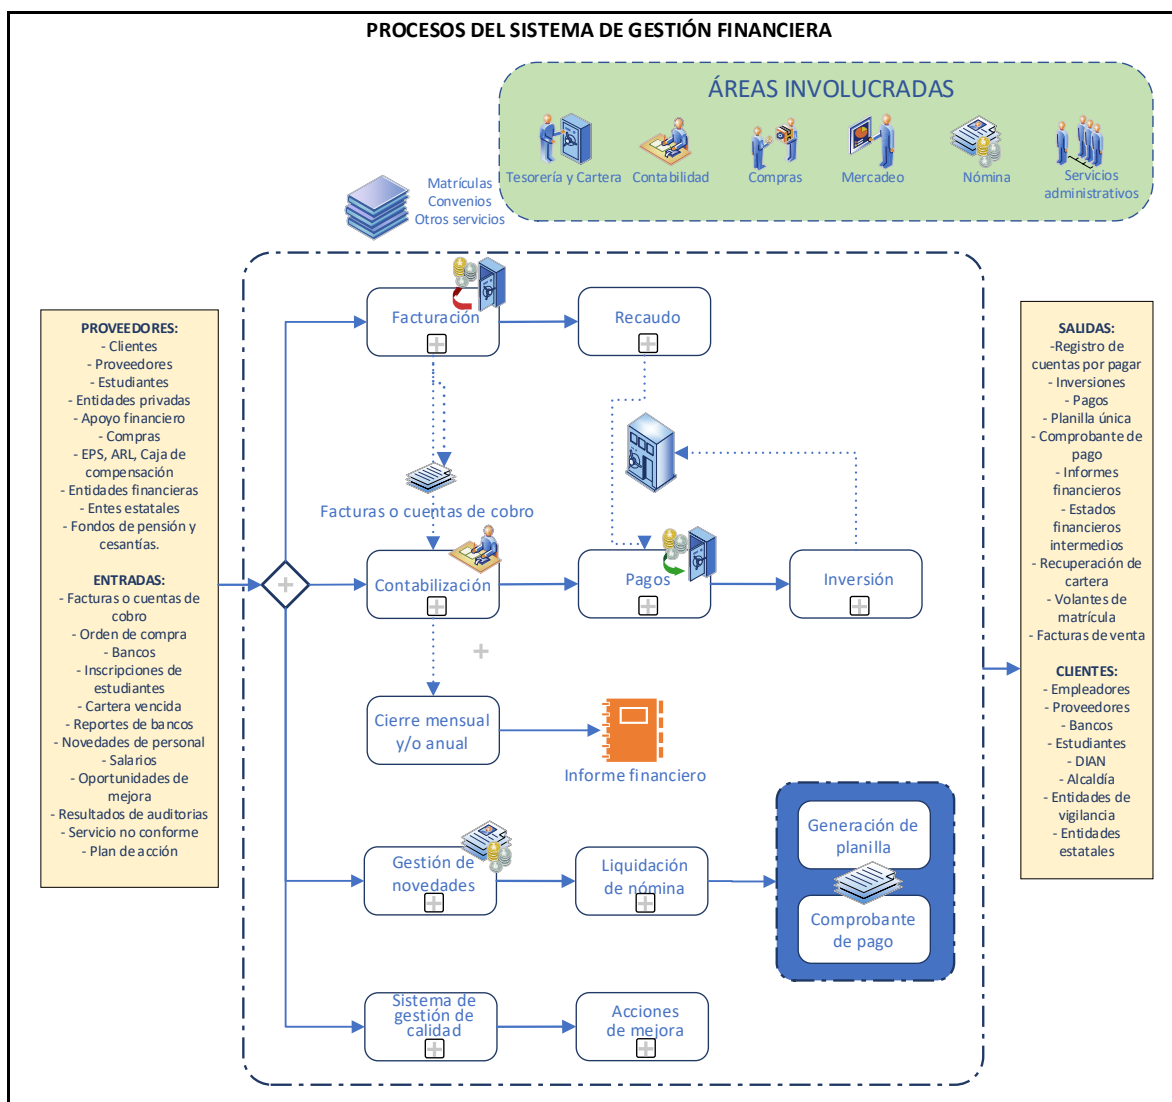 PROCESOS DEL SISTEMA DE GESTIÓN FINANCIERA
ÁREAS INVOLUCRADAS
Tesorería y Cartera
Contabilidad
Compras
Mercadeo
Nómina
Servicios
administrativos
Matrículas
Convenios
Otros servicios
PROVEEDORES:
- Clientes
- Proveedores
- Estudiantes
- Entidades privadas
- Apoyo financiero
- Compras
- EPS, ARL, Caja de
compensación
- Entidades financieras
- Entes estatales
- Fondos de pensión y
cesantías.
ENTRADAS:
- Facturas o cuentas de
cobro
- Orden de compra
- Bancos
- Inscripciones de
estudiantes
- Cartera vencida
- Reportes de bancos
- Novedades de personal
- Salarios
- Oportunidades de
mejora
- Resultados de auditorias
- Servicio no conforme
- Plan de acción
Facturación
Recaudo
Facturas o cuentas de cobro
Contabilización
Pagos
Inversión
Cierre mensual
y/o anual
Informe financiero
Gestión de
novedades
Liquidación
de nómina
Generación de
planilla
Comprobante
de pago
Sistema de
gestión de
calidad
Acciones
de mejora
SALIDAS:
-Registro de
cuentas por pagar
- Inversiones
- Pagos
- Planilla única
- Comprobante de
pago
- Informes
financieros
- Estados
financieros
intermedios
- Recuperación de
cartera
- Volantes de
matrícula
- Facturas de venta
CLIENTES:
- Empleadores
- Proveedores
- Bancos
- Estudiantes
- DIAN
- Alcaldía
- Entidades de
vigilancia
- Entidades
estatales